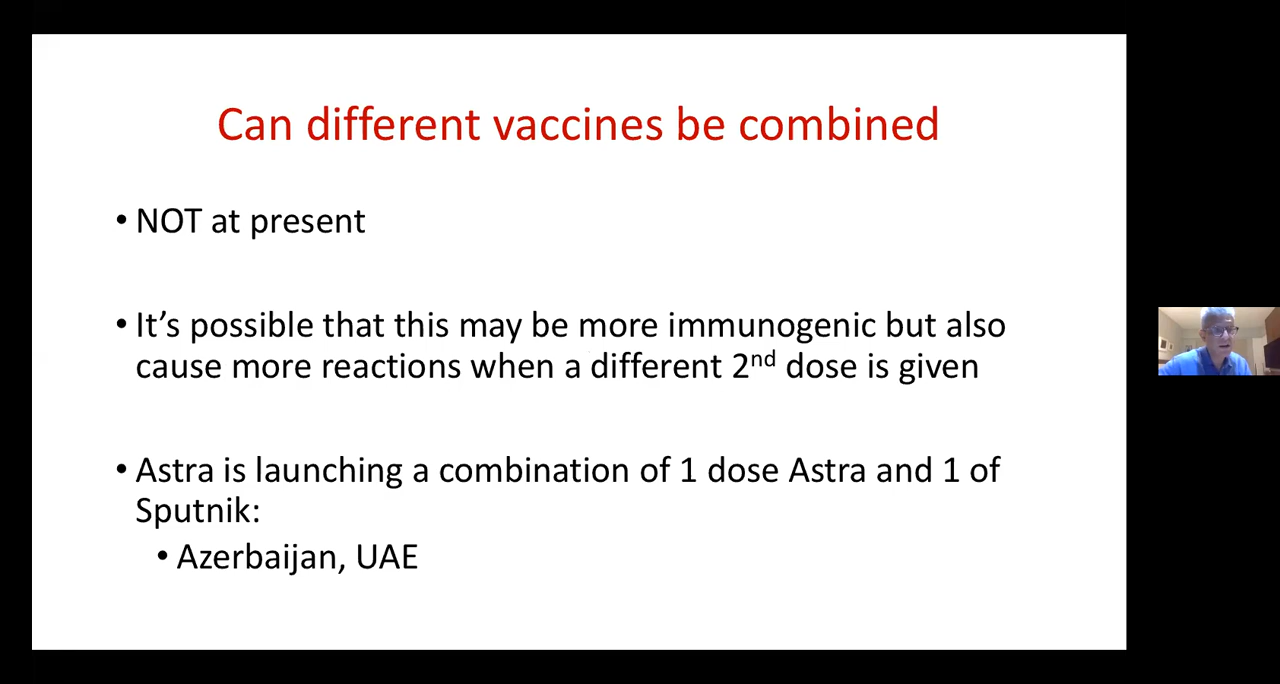 Can different vaccines be combined
• NOT at present
• It’s possible that this may be more immunogenic but also
cause more reactions when a different 2nd dose is given
• Astra is launching a combination of 1 dose Astra and 1 of
Sputnik:
• Azerbaijan, UAE